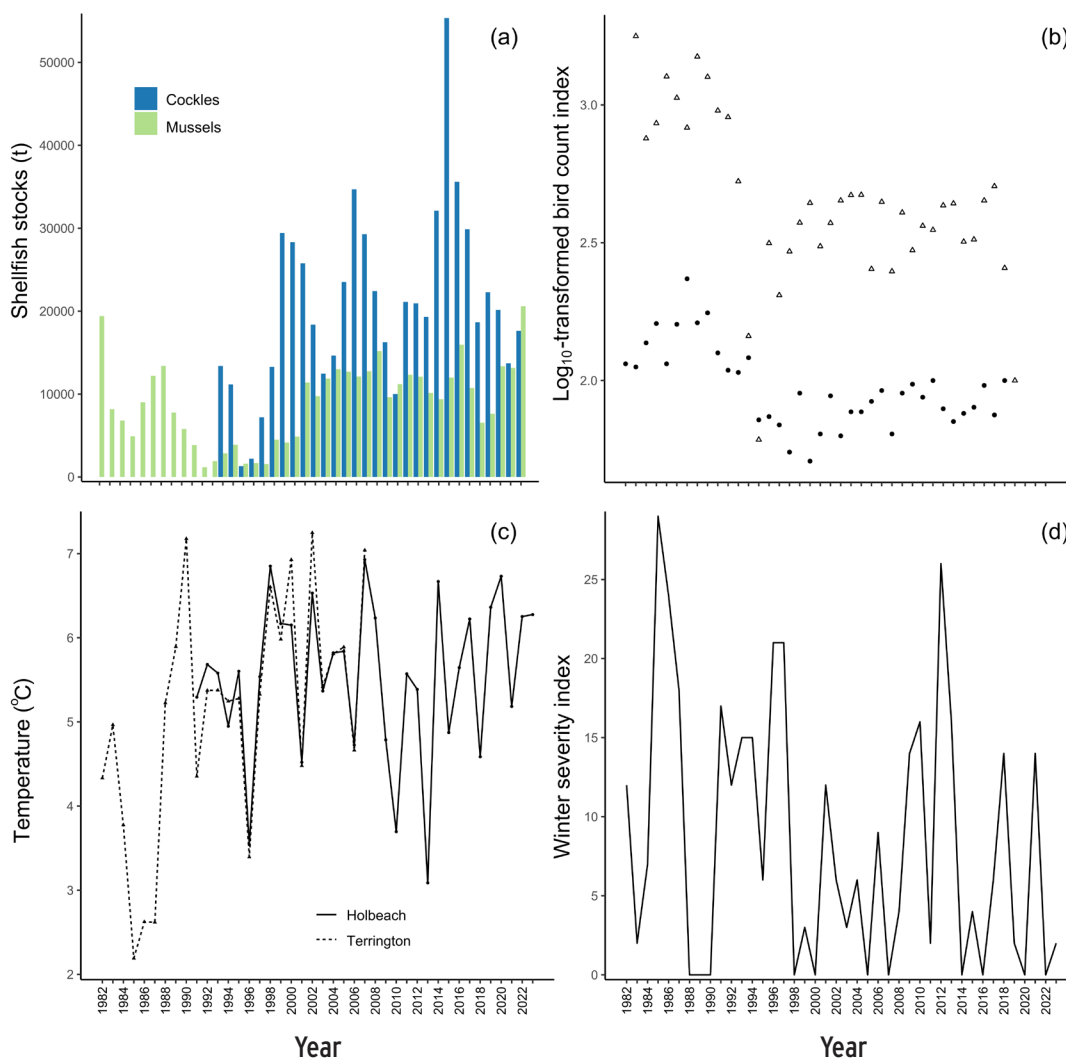 (a)
Shellfish stocks (t)
50000
40000
30000
20000
10000
0
Cockles
Mussels
(b)
Log₁₀-transformed bird count index
3.0
2.5
2.0
(c)
Temperature (°C)
7
6
5
4
3
2
Holbeach
Terrington
1982 1984 1986 1988 1990 1992 1994 1996 1998 2000 2002 2004 2006 2008 2010 2012 2014 2016 2018 2020 2022
Year
(d)
Winter severity index
25
20
15
10
5
0
1982 1984 1986 1988 1990 1992 1994 1996 1998 2000 2002 2004 2006 2008 2010 2012 2014 2016 2018 2020 2022
Year